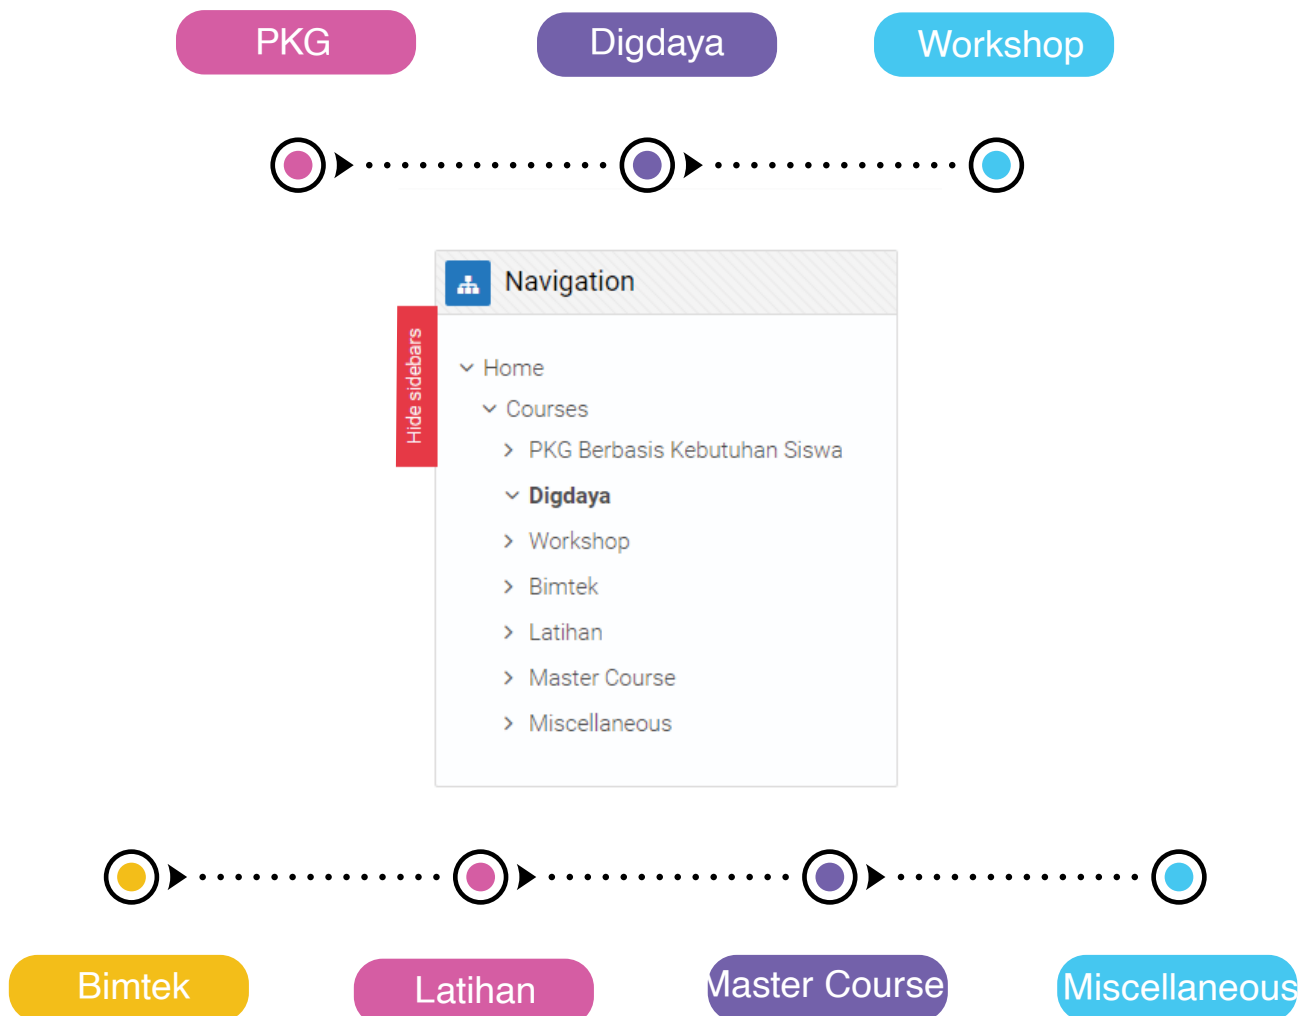 PKG
Digdaya
Workshop
Navigation
Hide sidebars
Home
Courses
PKG Berbasis Kebutuhan Siswa
Digdaya
Workshop
Bimtek
Latihan
Master Course
Miscellaneous
Bimtek
Latihan
Master Course
Miscellaneous